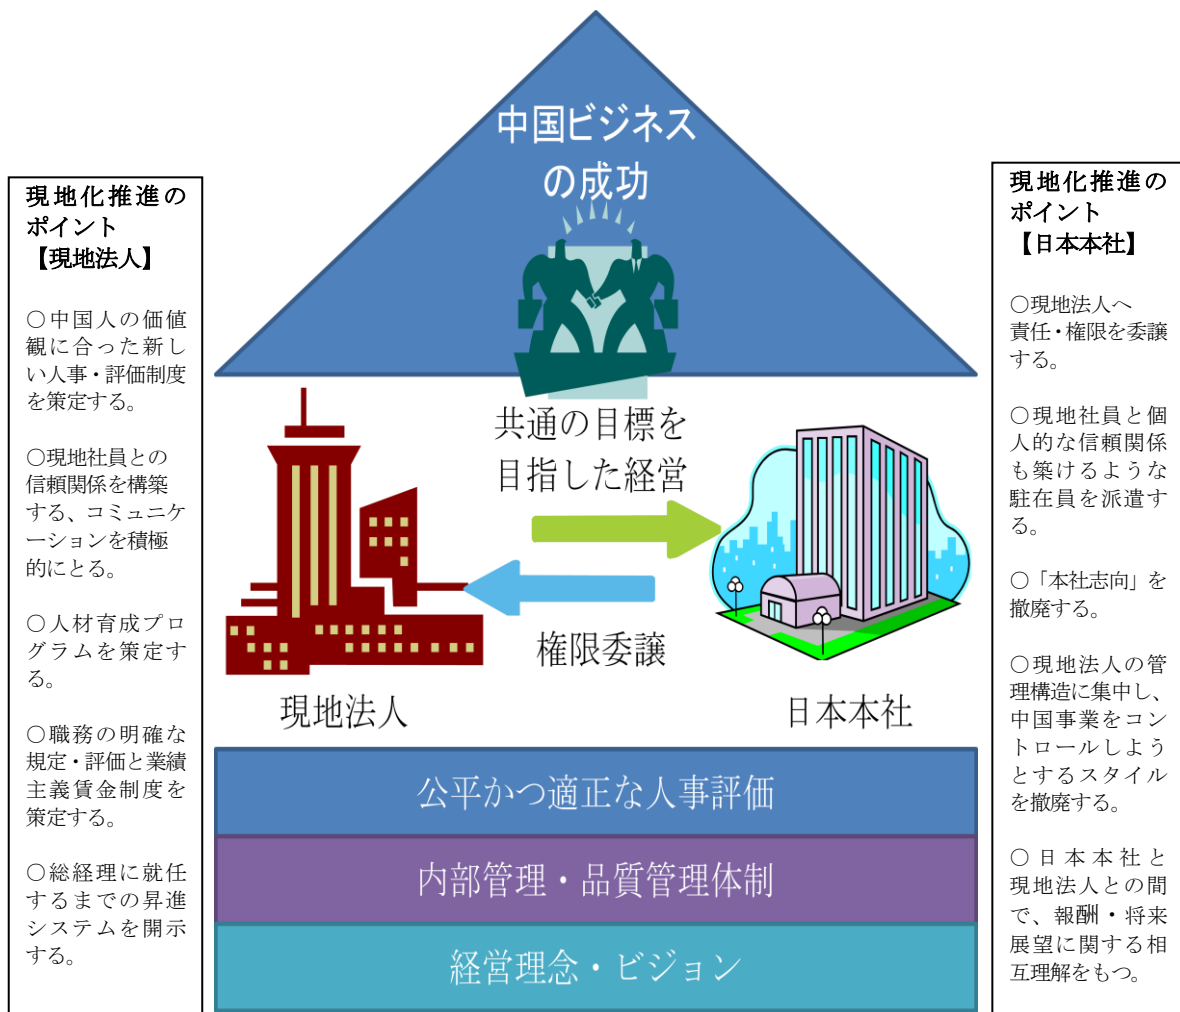 中国ビジネス
の成功
現地化推進の
ポイント
【現地法人】
○中国人の価値
観に合った新し
い人事・評価制度
を策定する。
○現地社員との
信頼関係を構築
する、コミュニケ
ーションを積極
的にとる。
○人材育成プロ
グラムを策定す
る。
○職務の明確な
規定・評価と業績
主義賃金制度を
策定する。
○総経理に就任
するまでの昇進
システムを開示
する。
共通の目標を
目指した経営
権限委譲
現地法人
日本本社
公平かつ適正な人事評価
内部管理・品質管理体制
経営理念・ビジョン
現地化推進の
ポイント
【日本本社】
○現地法人へ
責任・権限を委譲
する。
○現地社員と個
人的な信頼関係
も築けるような
駐在員を派遣す
る。
○「本社志向」を
撤廃する。
○現地法人の管
理構造に集中し、
中国事業をコン
トロールしよう
とするスタイル
を撤廃する。
○日本本社と
現地法人との間
で、報酬・将来
展望に関する相
互理解をもつ。